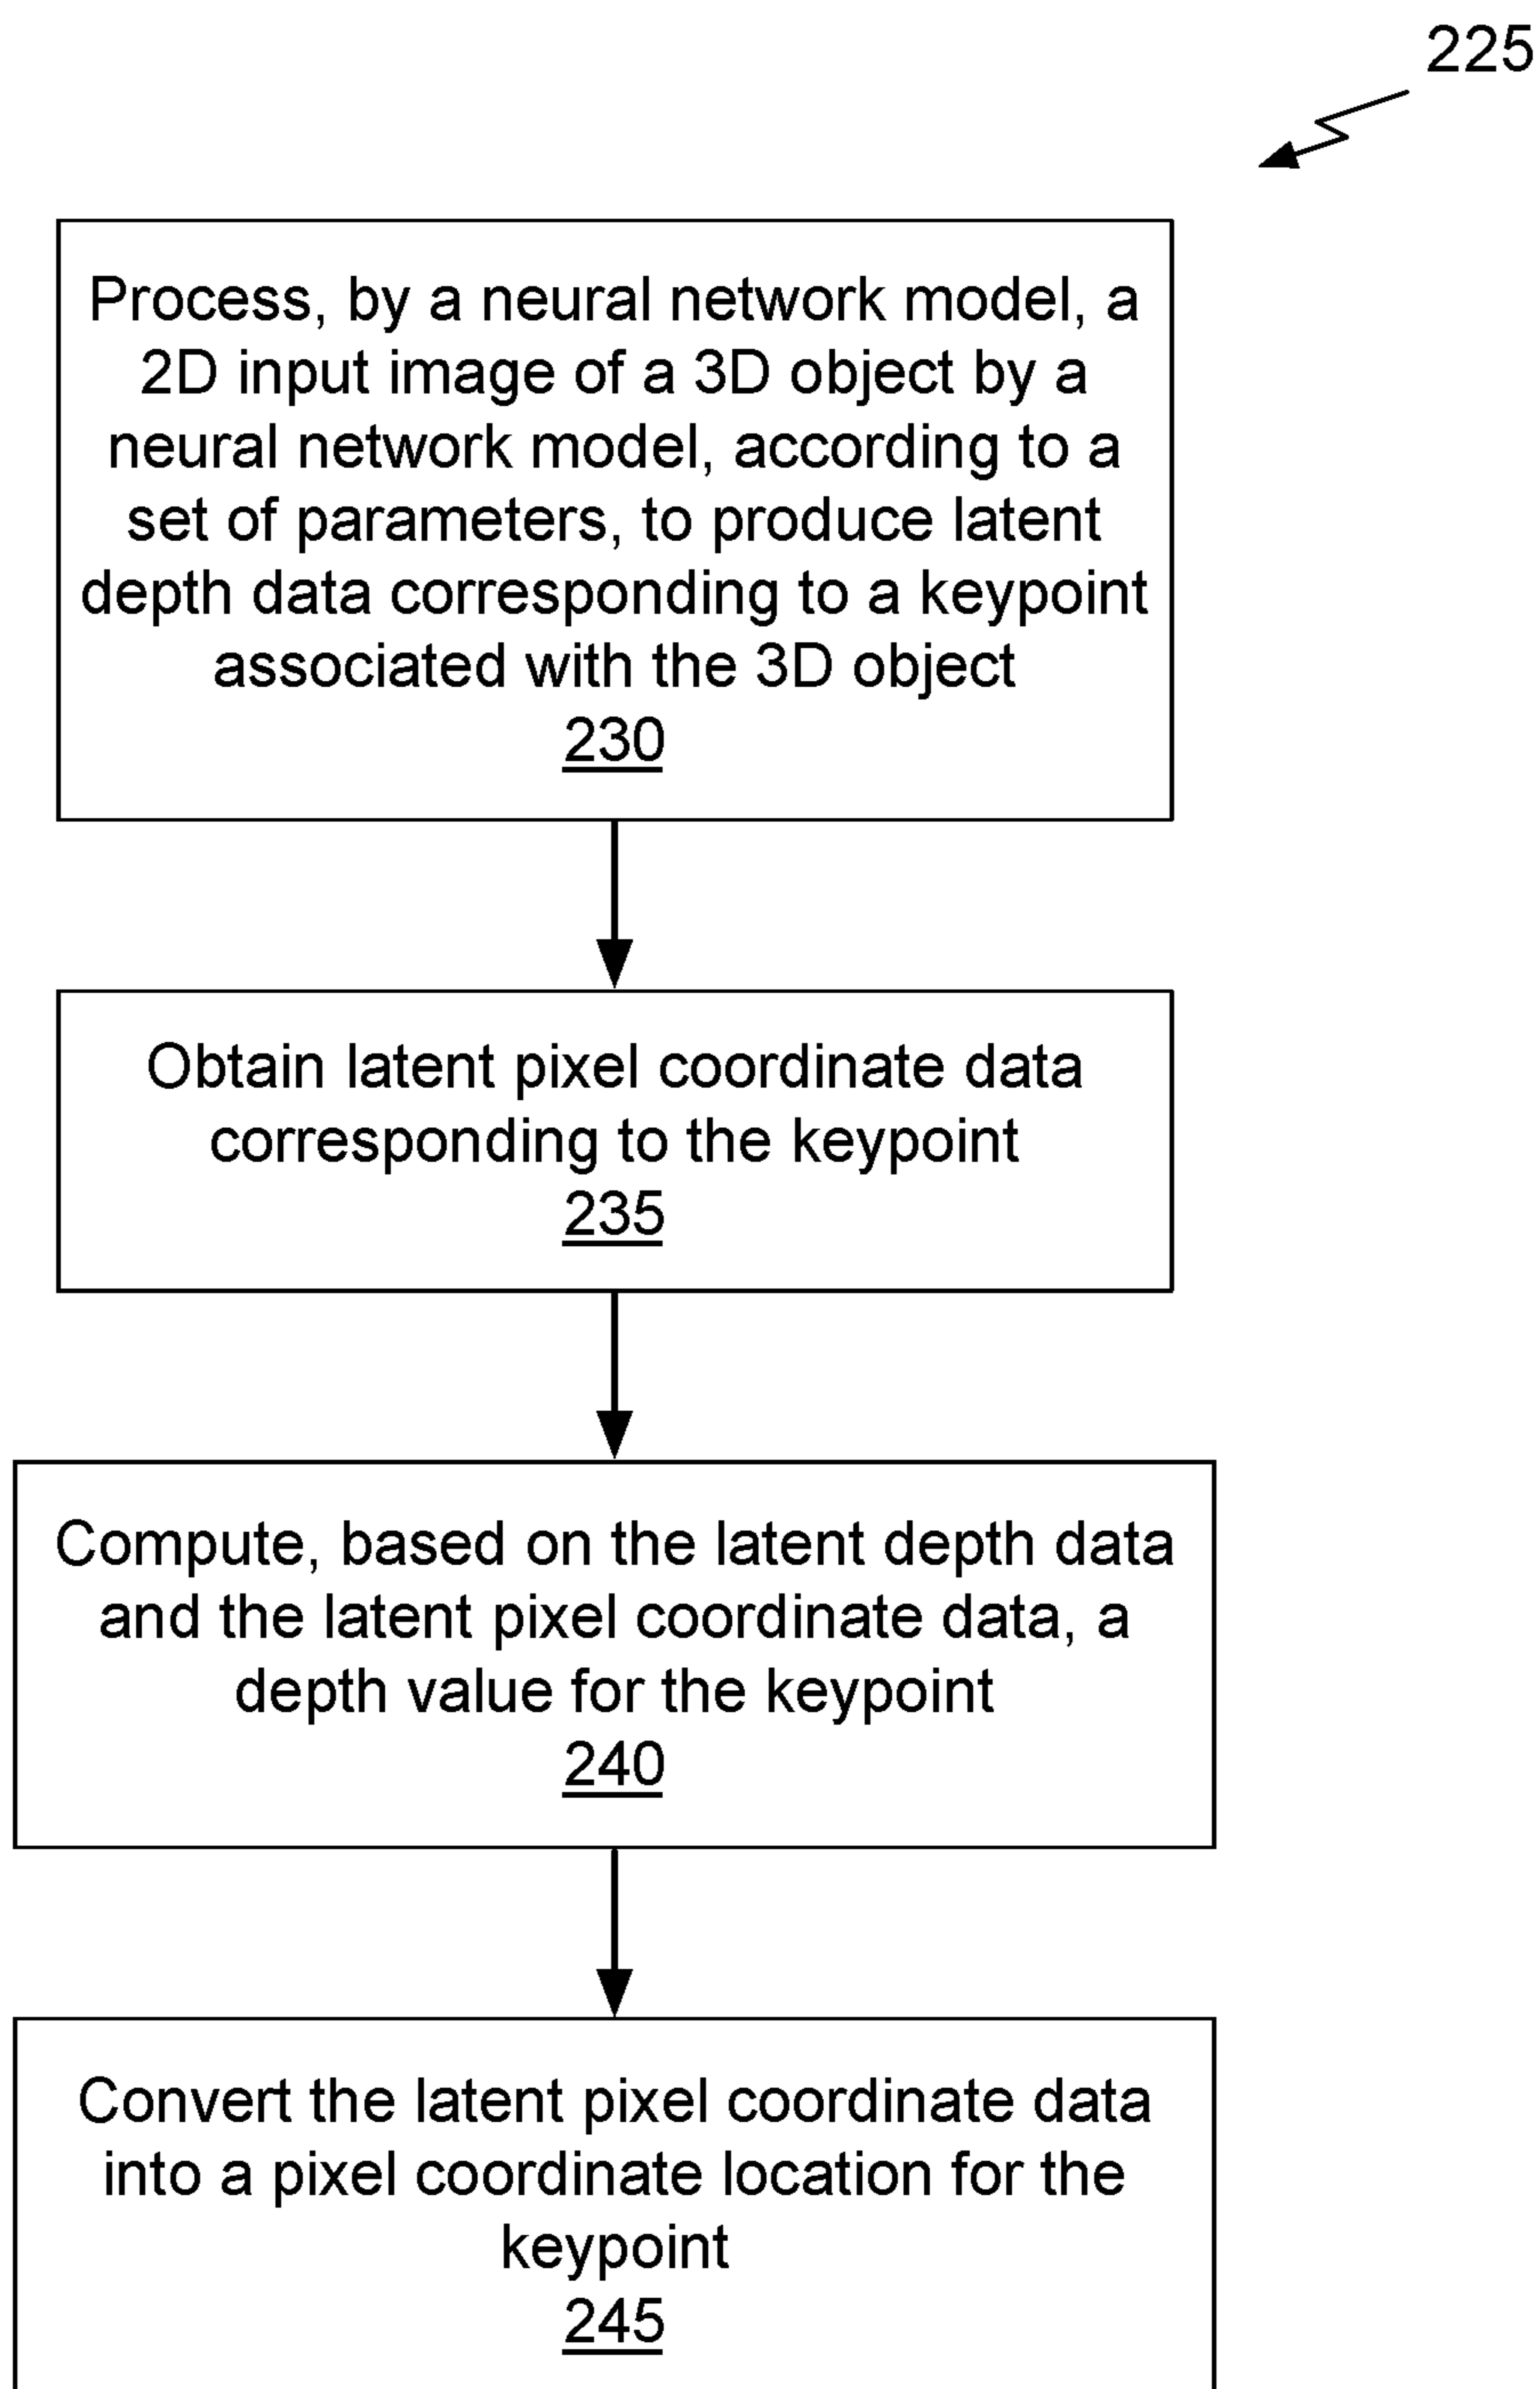 225
Process, by a neural network model, a
2D input image of a 3D object by a
neural network model, according to a
set of parameters, to produce latent
depth data corresponding to a keypoint
associated with the 3D object
230
Obtain latent pixel coordinate data
corresponding to the keypoint
235
Compute, based on the latent depth data
and the latent pixel coordinate data, a
depth value for the keypoint
240
Convert the latent pixel coordinate data
into a pixel coordinate location for the
keypoint
245